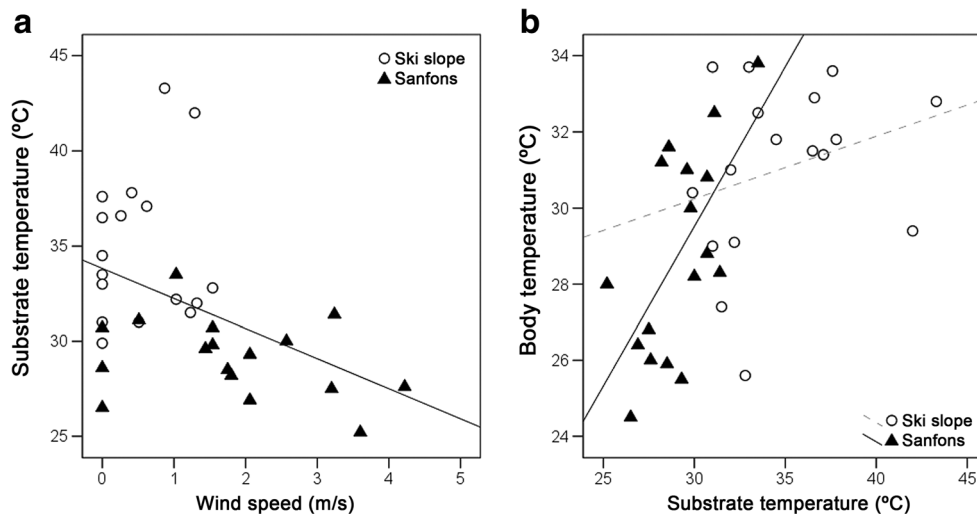 a
Substrate temperature (ºC)
45
40
35
30
25
0 1 2 3 4 5
Wind speed (m/s)
Ski slope
Sanfons
b
Body temperature (ºC)
34
32
30
28
26
24
25 30 35 40 45
Substrate temperature (ºC)
Ski slope
Sanfons